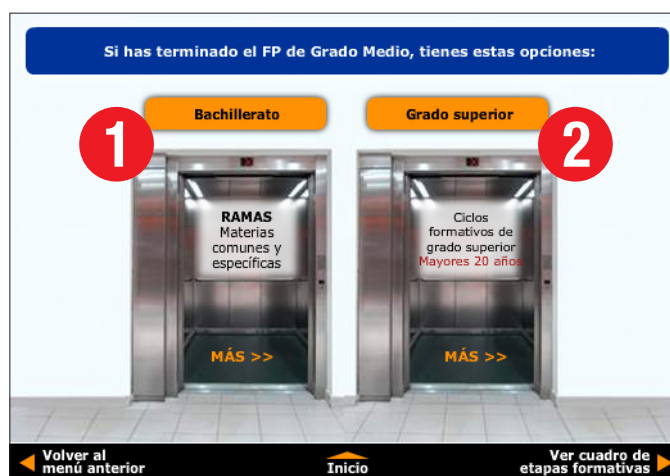 Si has terminado el FP de Grado Medio, tienes estas opciones:
Bachillerato
1
RAMAS
Materias
comunes y
específicas
MÁS >>
Grado superior
2
Ciclos
formativos de
grado superior
Mayores 20 años
MÁS >>
Volver al
menú anterior
Inicio
Ver cuadro de
etapas formativas